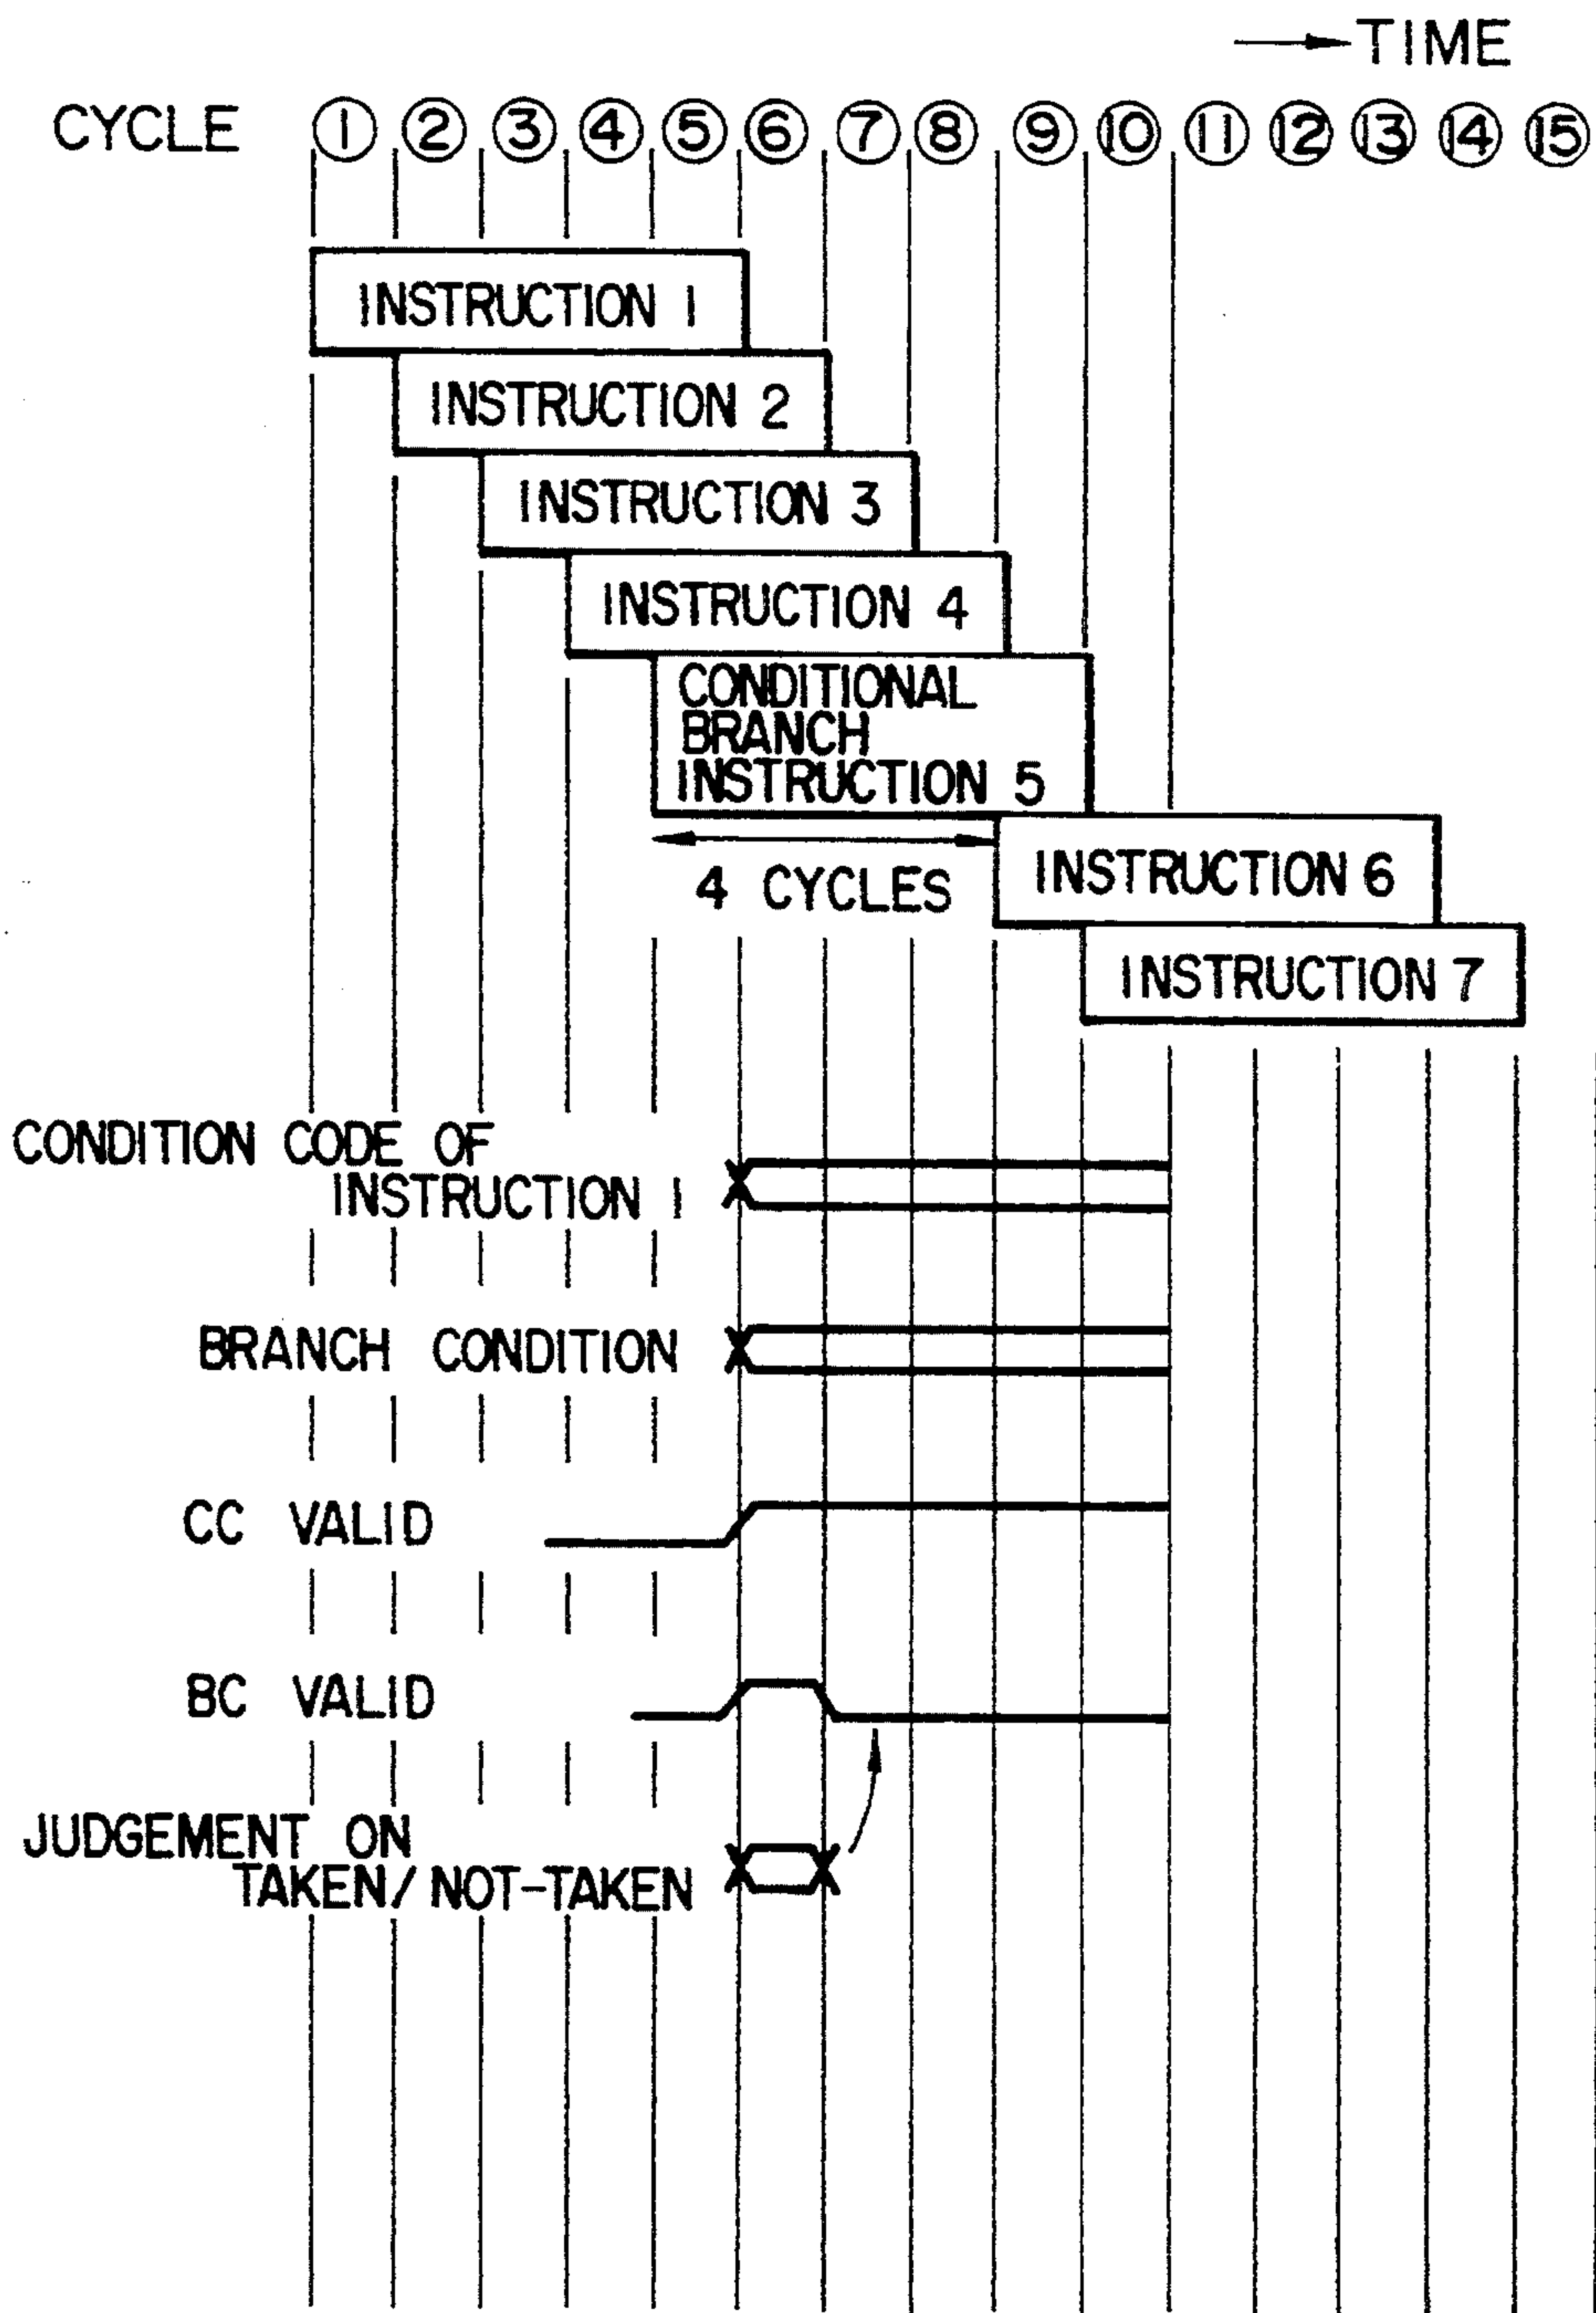 → TIME
CYCLE ① ② ③ ④ ⑤ ⑥ ⑦ ⑧ ⑨ ⑩ ⑪ ⑫ ⑬ ⑭ ⑮
INSTRUCTION 1
INSTRUCTION 2
INSTRUCTION 3
INSTRUCTION 4
CONDITIONAL
BRANCH
INSTRUCTION 5
4 CYCLES
INSTRUCTION 6
INSTRUCTION 7
CONDITION CODE OF
INSTRUCTION 1
BRANCH CONDITION
CC VALID
BC VALID
JUDGEMENT ON
TAKEN/NOT-TAKEN